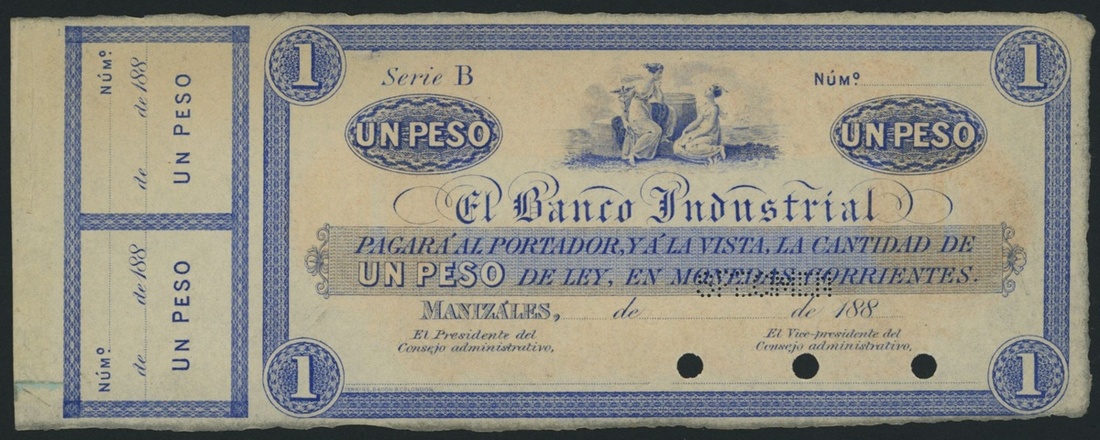 Núm?
de de 188
UN PESO
Núm?
de de 188
UN PESO
1
1
Serie B
Núm?
UN PESO
UN PESO
El Banco Industrial
PAGARÁ AL PORTADOR, Y Á LA VISTA, LA CANTIDAD DE
UN PESO DE LEY, EN MONEDAS CORRIENTES.
MANIZÁLES, de de 188
El Presidente del
Consejo administrativo,
El Vice-presidente del
Consejo administrativo,
1
1